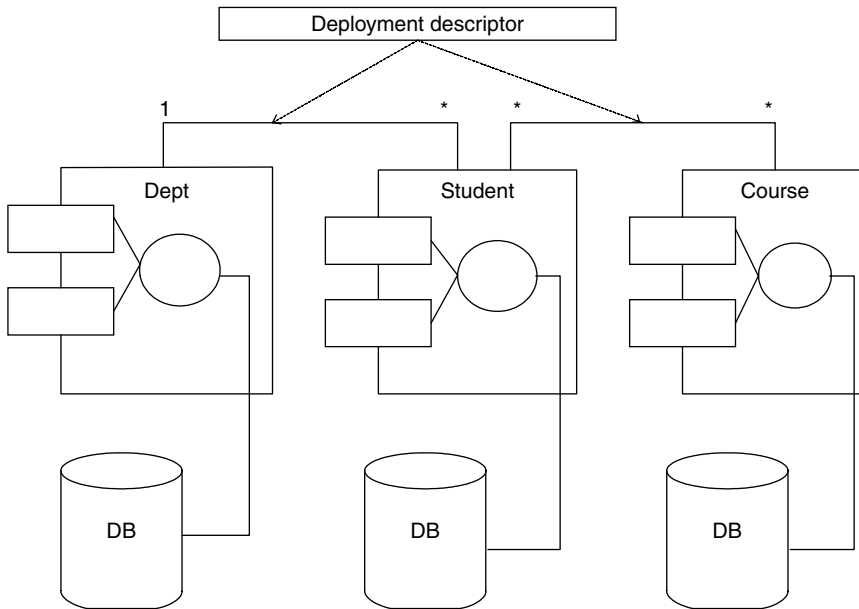 Deployment descriptor
1 * * *
Dept Student Course
DB DB DB